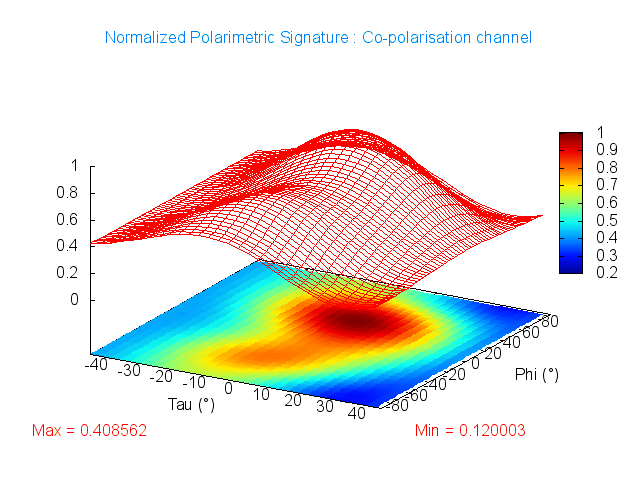 Normalized Polarimetric Signature : Co-polarisation channel
1
0.8
0.6
0.4
0.2
0
1
0.9
0.8
0.7
0.6
0.5
0.4
0.3
0.2
-40 -30 -20 -10 0 10 20 30 40
Tau (°)
-80 -60 -40 -20 0 20 40 60 80
Phi (°)
Max = 0.408562
Min = 0.120003